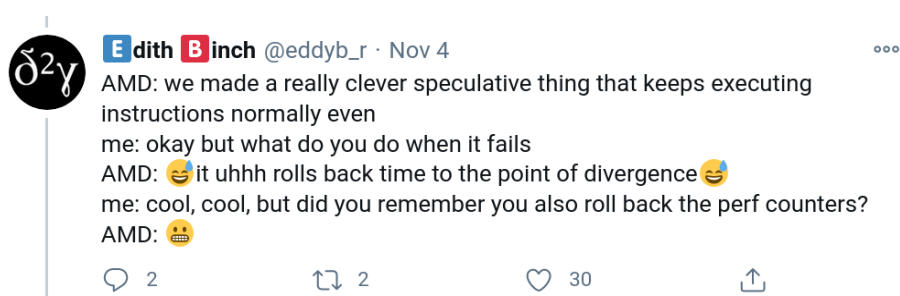 δ²γ
🇪dith 🅱inch @eddyb_r · Nov 4
AMD: we made a really clever speculative thing that keeps executing
instructions normally even
me: okay but what do you do when it fails
AMD: 😅it uhhh rolls back time to the point of divergence😅
me: cool, cool, but did you remember you also roll back the perf counters?
AMD: 😬
2 2 30